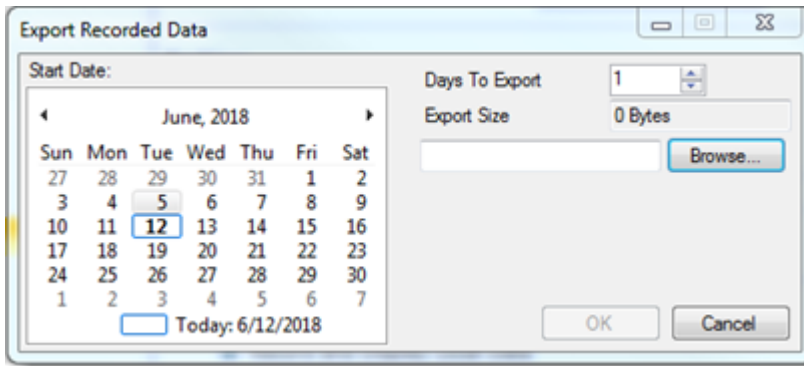 Export Recorded Data
Start Date:
June, 2018
Sun Mon Tue Wed Thu Fri Sat
27 28 29 30 31 1 2
3 4 5 6 7 8 9
10 11 12 13 14 15 16
17 18 19 20 21 22 23
24 25 26 27 28 29 30
1 2 3 4 5 6 7
Today: 6/12/2018
Days To Export 1
Export Size 0 Bytes
Browse...
OK Cancel